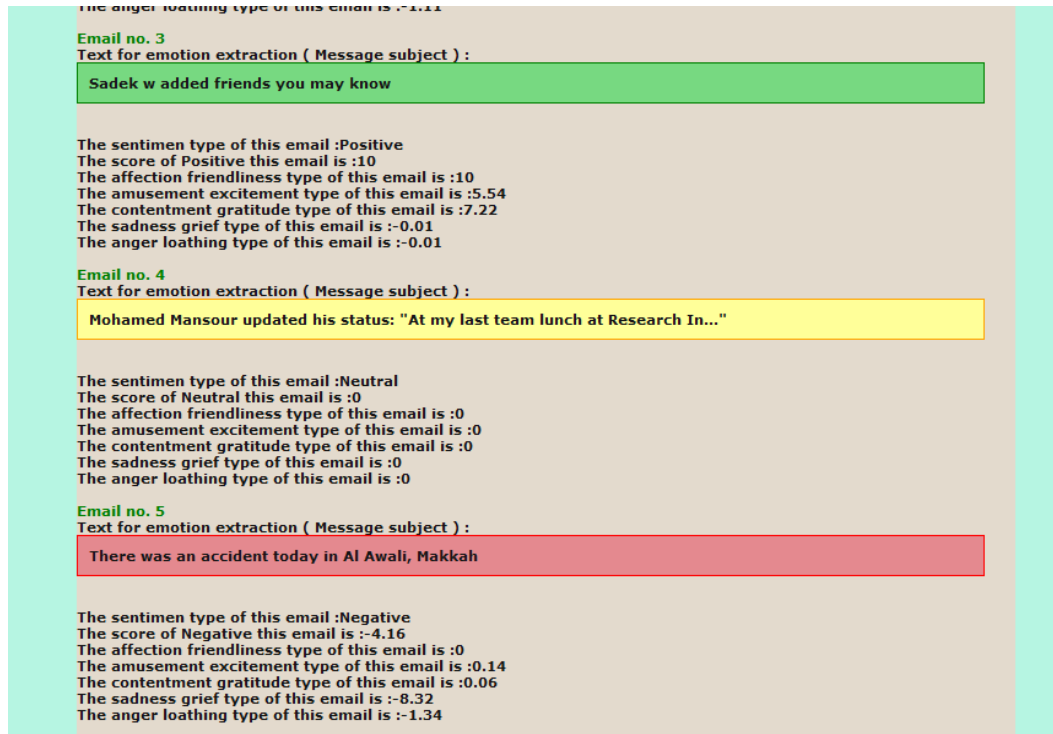 The anger loathing type of this email is :-1.11
Email no. 3
Text for emotion extraction ( Message subject ) :
Sadek w added friends you may know
The sentimen type of this email :Positive
The score of Positive this email is :10
The affection friendliness type of this email is :10
The amusement excitement type of this email is :5.54
The contentment gratitude type of this email is :7.22
The sadness grief type of this email is :-0.01
The anger loathing type of this email is :-0.01
Email no. 4
Text for emotion extraction ( Message subject ) :
Mohamed Mansour updated his status: "At my last team lunch at Research In..."
The sentimen type of this email :Neutral
The score of Neutral this email is :0
The affection friendliness type of this email is :0
The amusement excitement type of this email is :0
The contentment gratitude type of this email is :0
The sadness grief type of this email is :0
The anger loathing type of this email is :0
Email no. 5
Text for emotion extraction ( Message subject ) :
There was an accident today in Al Awali, Makkah
The sentimen type of this email :Negative
The score of Negative this email is :-4.16
The affection friendliness type of this email is :0
The amusement excitement type of this email is :0.14
The contentment gratitude type of this email is :0.06
The sadness grief type of this email is :-8.32
The anger loathing type of this email is :-1.34